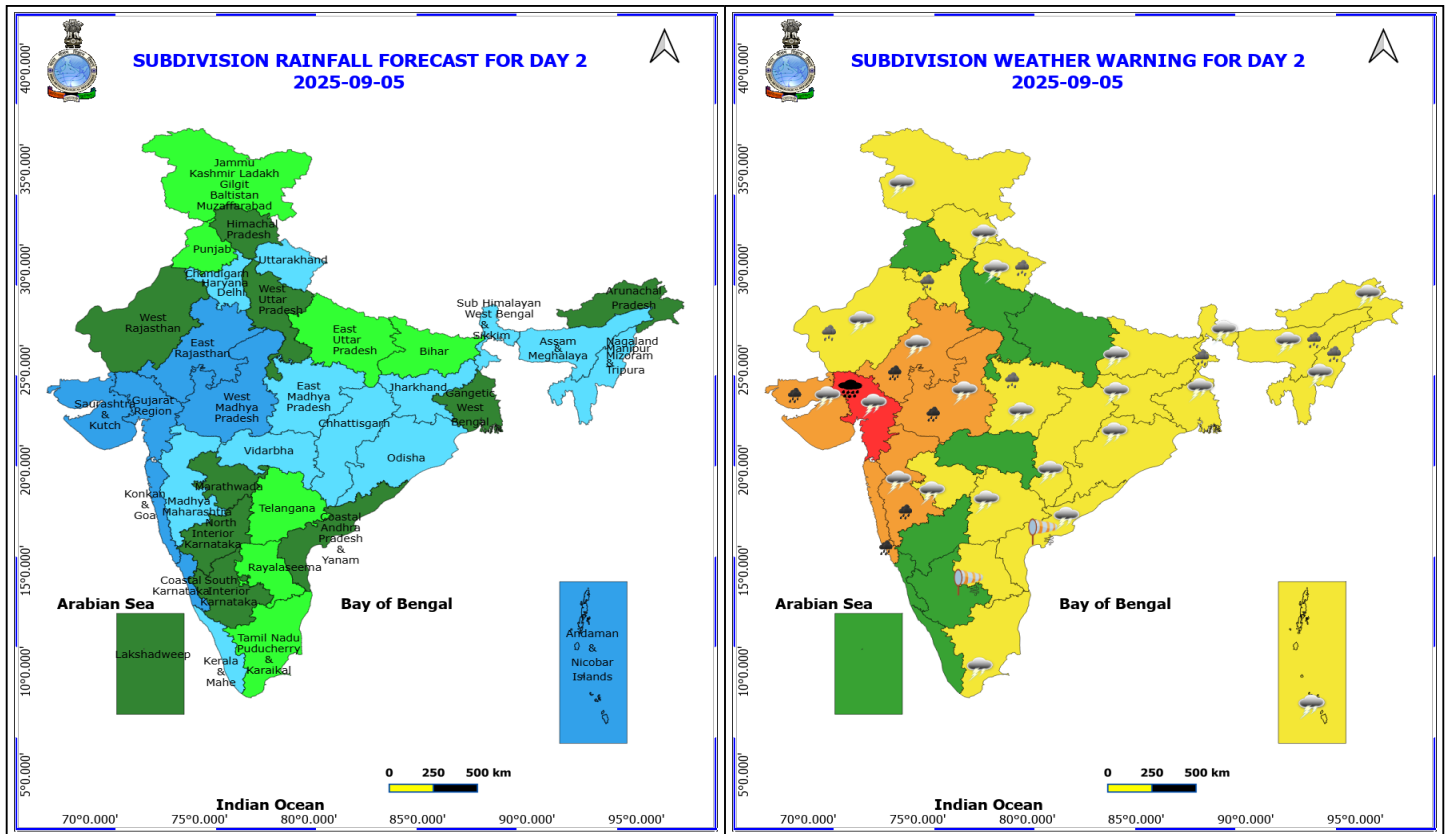 SUBDIVISION RAINFALL FORECAST FOR DAY 2
2025-09-05
40°0.000'
35°0.000'
30°0.000'
25°0.000'
20°0.000'
15°0.000'
10°0.000'
5°0.000'
Jammu
Kashmir Ladakh
Gilgit
Baltistan
Muzaffarabad
Himachal
Pradesh
Punjab
Uttarakhand
Chandigarh
Haryana
Delhi
West
Uttar
Pradesh
West
Rajasthan
East
Rajasthan
East
Uttar
Pradesh
Bihar
Sub Himalayan
West Bengal
&
Sikkim
Arunachal
Pradesh
Assam
&
Meghalaya
Nagaland
Manipur
Mizoram
&
Tripura
Saurashtra
&
Kutch
Gujarat
Region
West
Madhya
Pradesh
East
Madhya
Pradesh
Jharkhand
Gangetic
West
Bengal
Chhattisgarh
Vidarbha
Odisha
Konkan
&
Goa
Madhya
Maharashtra
Marathwada
Telangana
North
Interior
Karnataka
Coastal
Andhra
Pradesh
&
Yanam
Rayalaseema
Coastal
Karnataka
South
Interior
Karnataka
Tamil Nadu
Puducherry
&
Karaikal
Kerala
&
Mahe
Arabian Sea
Lakshadweep
Bay of Bengal
Andaman
&
Nicobar
Islands
0 250 500 km
Indian Ocean
70°0.000' 75°0.000' 80°0.000' 85°0.000' 90°0.000' 95°0.000'
SUBDIVISION WEATHER WARNING FOR DAY 2
2025-09-05
40°0.000'
35°0.000'
30°0.000'
25°0.000'
20°0.000'
15°0.000'
10°0.000'
5°0.000'
Arabian Sea
Bay of Bengal
0 250 500 km
Indian Ocean
70°0.000' 75°0.000' 80°0.000' 85°0.000' 90°0.000' 95°0.000'